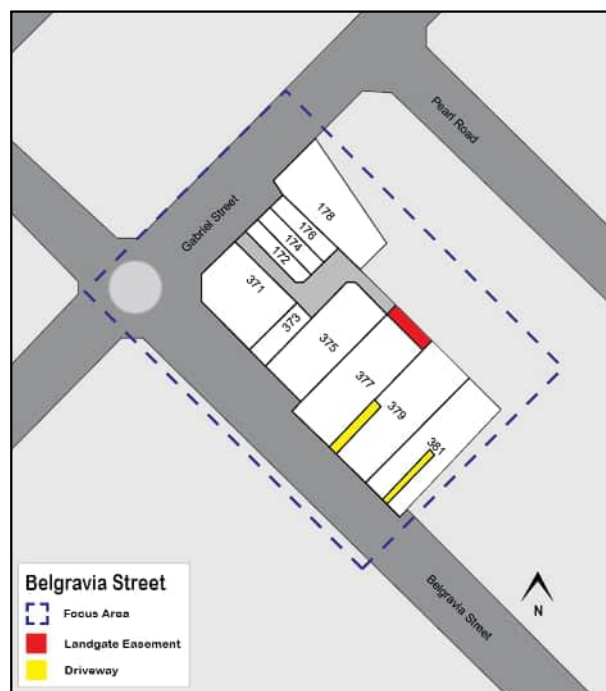 Pearl Road
Gabriel Street
178
176
174
172
371
373
375
377
379
381
Belgravia Street
N
Belgravia Street
Focus Area
Landgate Easement
Driveway